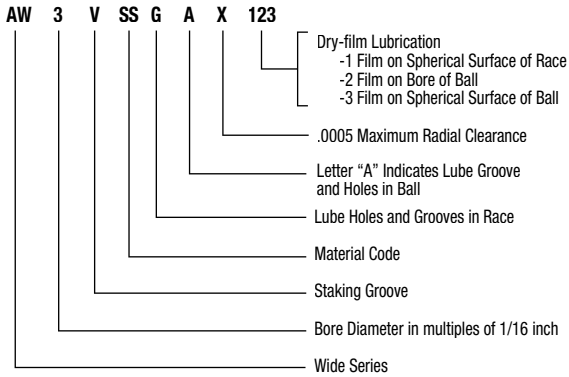 AW 3 V SS G A X 123
Dry-film Lubrication
-1 Film on Spherical Surface of Race
-2 Film on Bore of Ball
-3 Film on Spherical Surface of Ball
.0005 Maximum Radial Clearance
Letter “A” Indicates Lube Groove
and Holes in Ball
Lube Holes and Grooves in Race
Material Code
Staking Groove
Bore Diameter in multiples of 1/16 inch
Wide Series